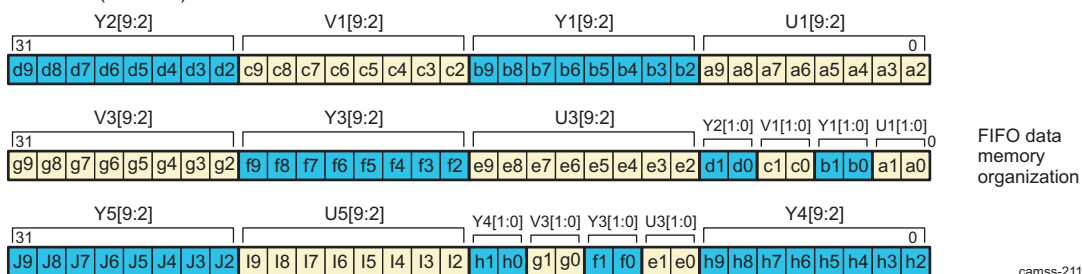 Y2[9:2] V1[9:2] Y1[9:2] U1[9:2]
31 0
d9 d8 d7 d6 d5 d4 d3 d2 c9 c8 c7 c6 c5 c4 c3 c2 b9 b8 b7 b6 b5 b4 b3 b2 a9 a8 a7 a6 a5 a4 a3 a2
V3[9:2] Y3[9:2] U3[9:2] Y2[1:0] V1[1:0] Y1[1:0] U1[1:0]
31 0
g9 g8 g7 g6 g5 g4 g3 g2 f9 f8 f7 f6 f5 f4 f3 f2 e9 e8 e7 e6 e5 e4 e3 e2 d1 d0 c1 c0 b1 b0 a1 a0
FIFO data
memory
organization
Y5[9:2] U5[9:2] Y4[1:0] V3[1:0] Y3[1:0] U3[1:0] Y4[9:2]
31 0
J9 J8 J7 J6 J5 J4 J3 J2 I9 I8 I7 I6 I5 I4 I3 I2 h1 h0 g1 g0 f1 f0 e1 e0 h9 h8 h7 h6 h5 h4 h3 h2
camss-211